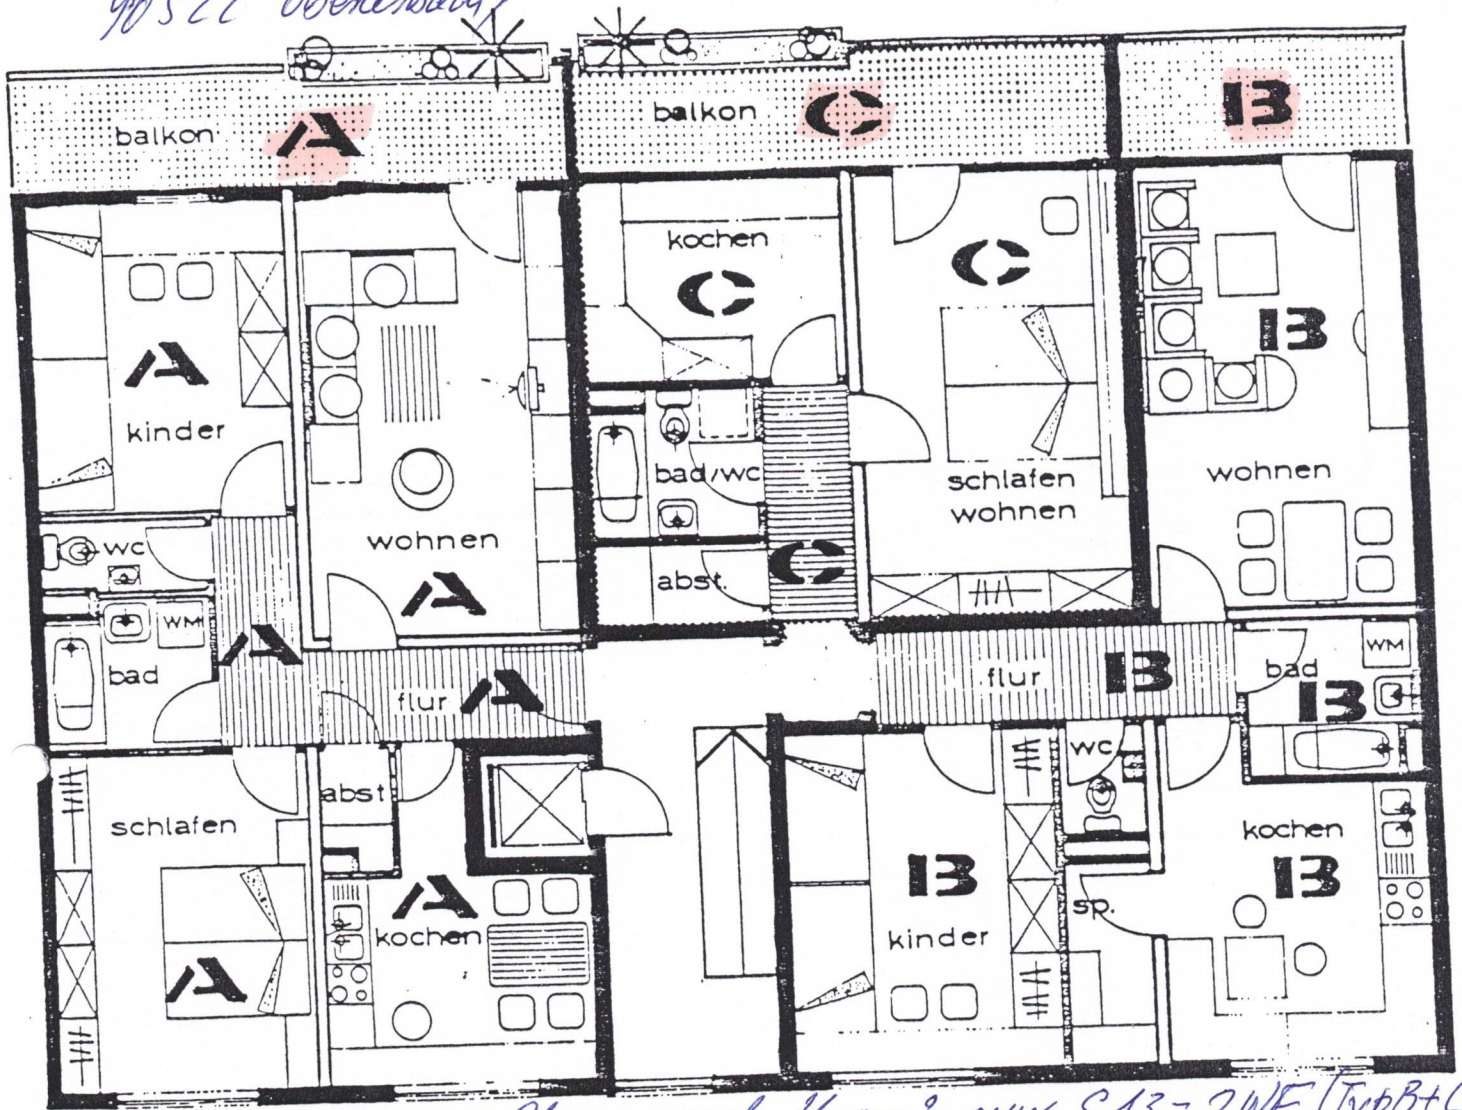 90522
balkon A
balkon C
B
kochen
C
C
A
kinder
B
wohnen
bad/wc
schlafen
wohnen
wohnen
A
wc
abst.
C
WM
bad
A
flur A
flur B
bad
B
WM
abst
wc
schlafen
A
kochen
A
B
kinder
sp.
kochen
B